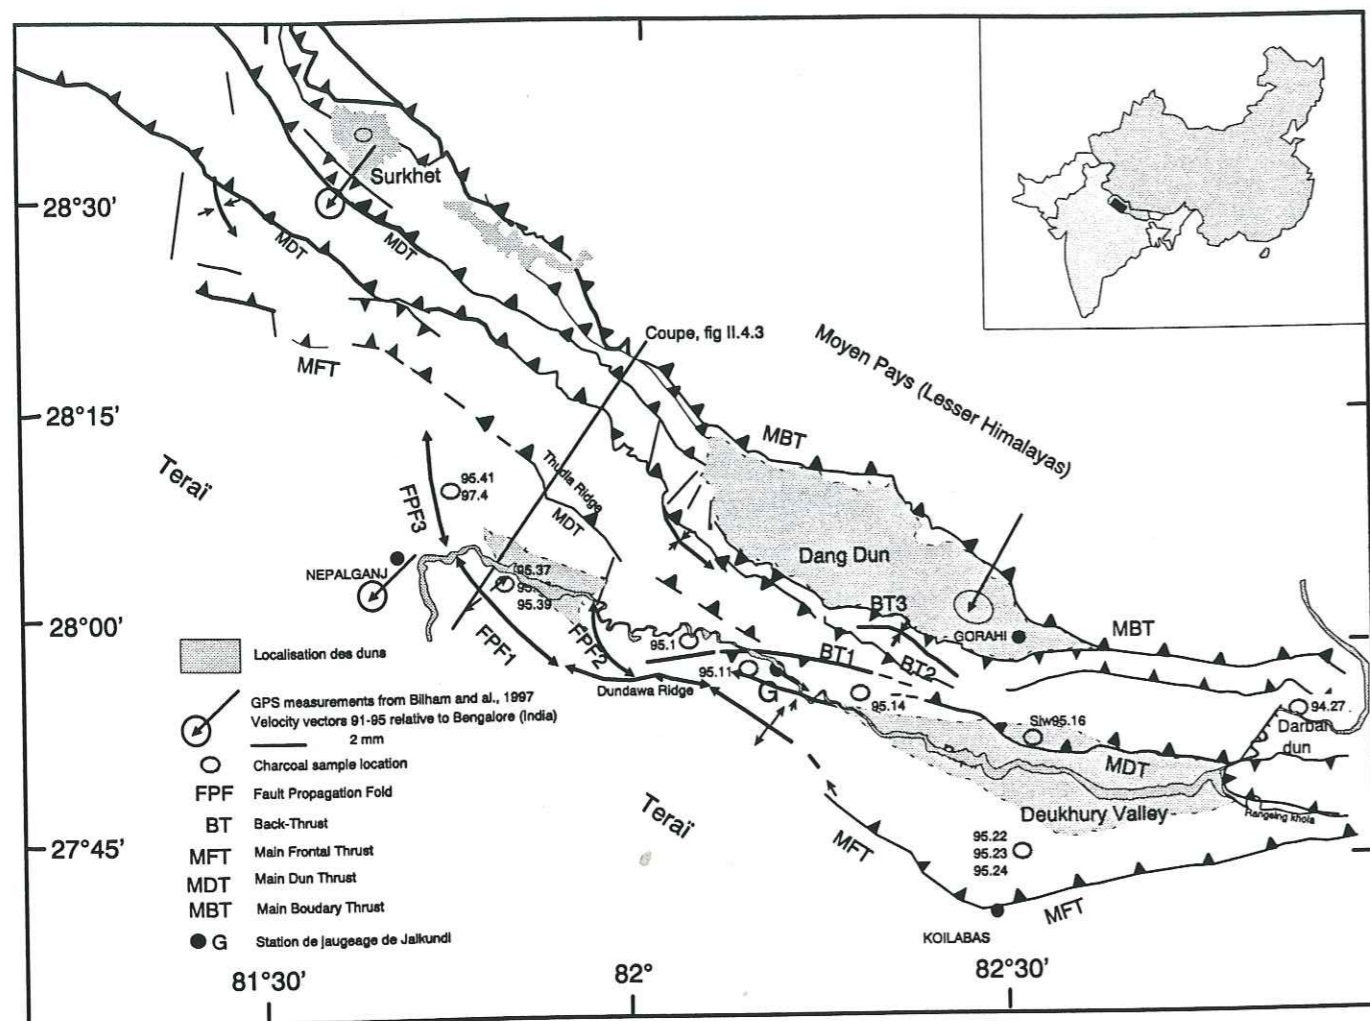 Surkhet
28°30'
MDT
MDT
Coupe, fig II.4.3
MFT
Moyen Pays (Lesser Himalayas)
28°15'
MBT
Teraï
Thudla Ridge
95.41
97.4
FPF3
MDT
Dang Dun
NEPALGANJ
95.37
95.39
BT3
GORAHI
MBT
28°00'
FPF1
FPF2
95.1
BT1
BT2
Localisation des duns
95.11
Dundawa Ridge
G
95.14
94.27
Slw95.16
Darban
dun
GPS measurements from Bilham and al., 1997
Velocity vectors 91-95 relative to Bengalore (India)
2 mm
MDT
Charcoal sample location
FPF Fault Propagation Fold
Teraï
Deukhury Valley
Rangsing khola
BT Back-Thrust
MFT
95.22
95.23
95.24
27°45'
MFT Main Frontal Thrust
MDT Main Dun Thrust
MBT Main Boudary Thrust
MFT
G Station de jaugeage de Jalkundi
KOILABAS
81°30'
82°
82°30'